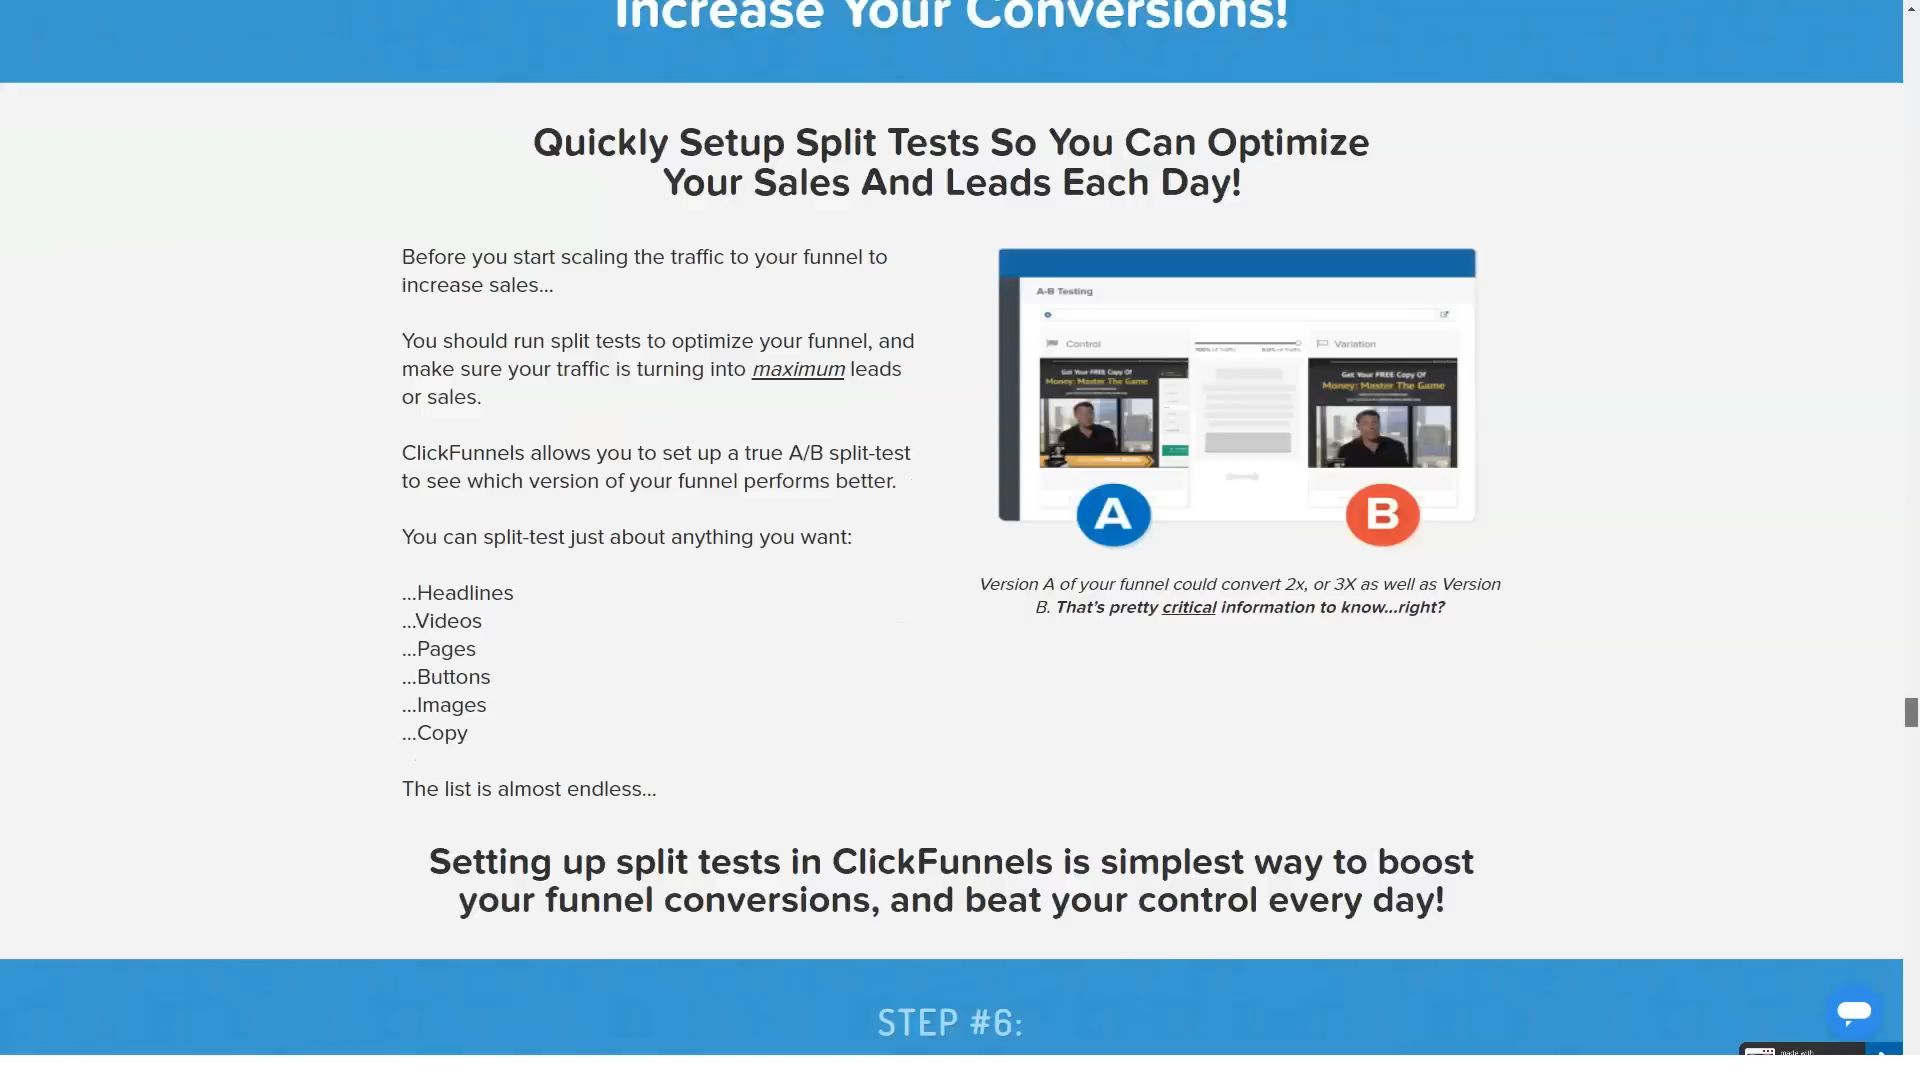 Increase Your Conversions!
Quickly Setup Split Tests So You Can Optimize
Your Sales And Leads Each Day!
Before you start scaling the traffic to your funnel to
increase sales...
You should run split tests to optimize your funnel, and
make sure your traffic is turning into maximum leads
or sales.
ClickFunnels allows you to set up a true A/B split-test
to see which version of your funnel performs better.
You can split-test just about anything you want:
...Headlines
...Videos
...Pages
...Buttons
...Images
...Copy
The list is almost endless...
A-B Testing
Control
Variation
Get Your FREE Copy Of
Money: Master The Game
Get Your FREE Copy Of
Money: Master The Game
A
B
Version A of your funnel could convert 2x, or 3X as well as Version
B. That's pretty critical information to know...right?
Setting up split tests in ClickFunnels is simplest way to boost
your funnel conversions, and beat your control every day!
STEP #6:
made with